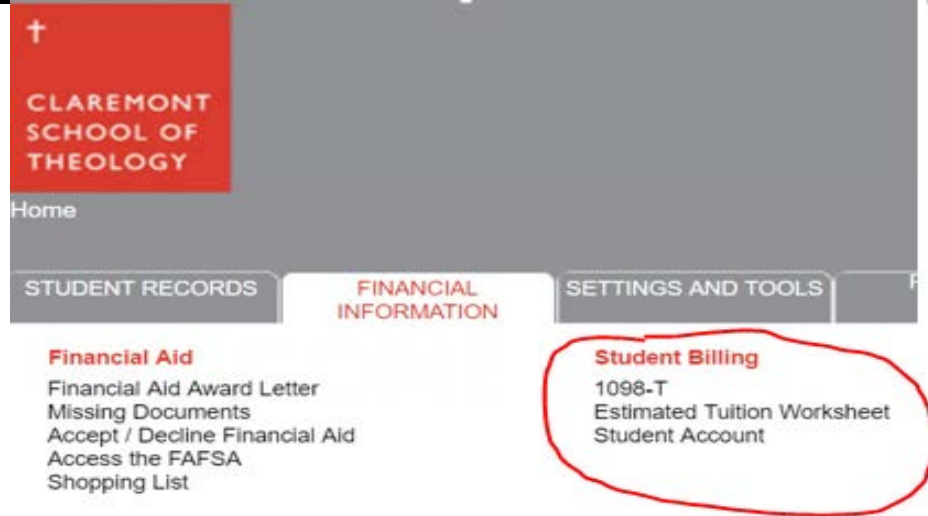 CLAREMONT
SCHOOL OF
THEOLOGY
Home
STUDENT RECORDS
FINANCIAL
INFORMATION
SETTINGS AND TOOLS
Financial Aid
Financial Aid Award Letter
Missing Documents
Accept / Decline Financial Aid
Access the FAFSA
Shopping List
Student Billing
1098-T
Estimated Tuition Worksheet
Student Account